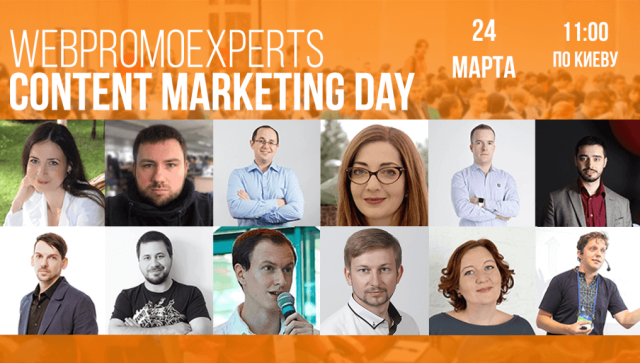 WEBPROMOEXPERTS
CONTENT MARKETING DAY
24
МАРТА
11:00
ПО КИЕВУ